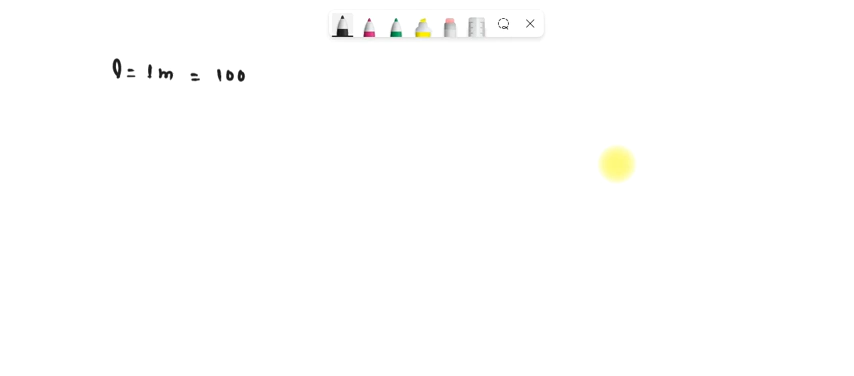 l = 1m = 100